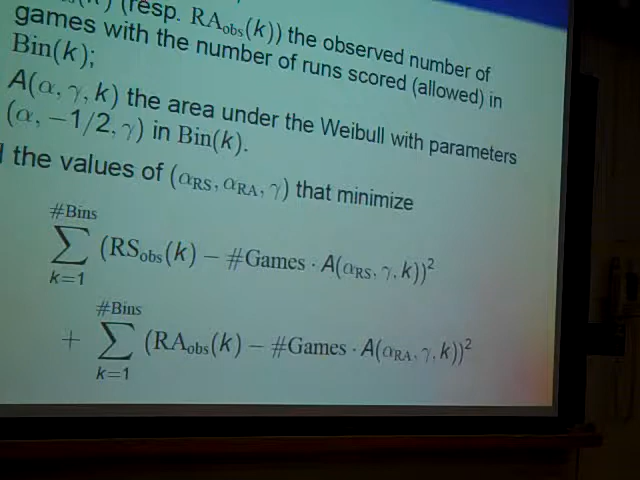 (resp. RA_obs(k)) the observed number of
games with the number of runs scored (allowed) in
Bin(k);
A(α, γ, k) the area under the Weibull with parameters
(α, −1/2, γ) in Bin(k).
the values of (α_RS, α_RA, γ) that minimize
#Bins
∑ (RS_obs(k) − #Games · A(α_RS, γ, k))²
k=1
#Bins
+ ∑ (RA_obs(k) − #Games · A(α_RA, γ, k))²
k=1